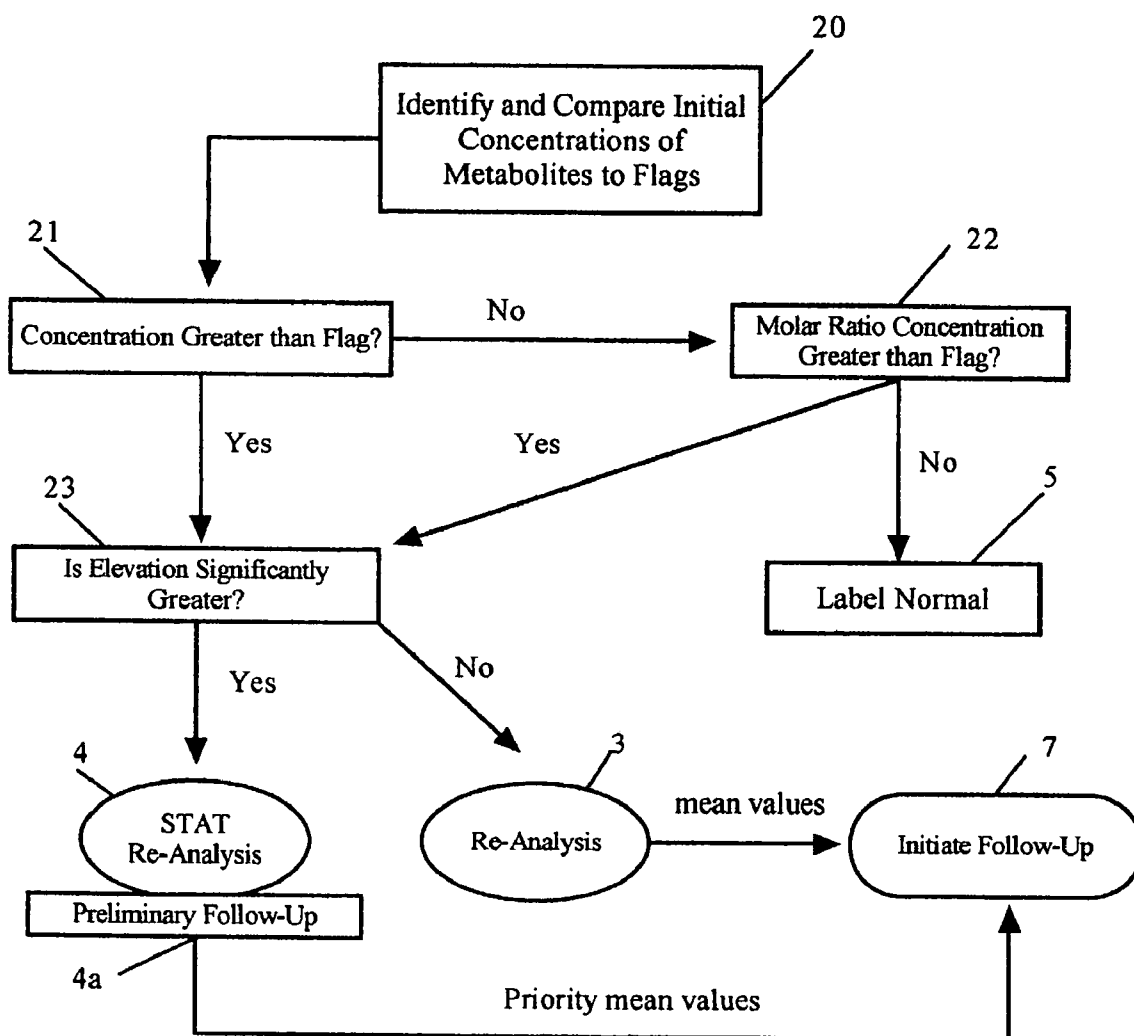 20
Identify and Compare Initial
Concentrations of
Metabolites to Flags
21
22
Concentration Greater than Flag?
No
Molar Ratio Concentration
Greater than Flag?
Yes
Yes
No
23
5
Is Elevation Significantly
Greater?
Label Normal
Yes
No
4
3
7
STAT
Re-Analysis
Re-Analysis
mean values
Initiate Follow-Up
Preliminary Follow-Up
4a
Priority mean values